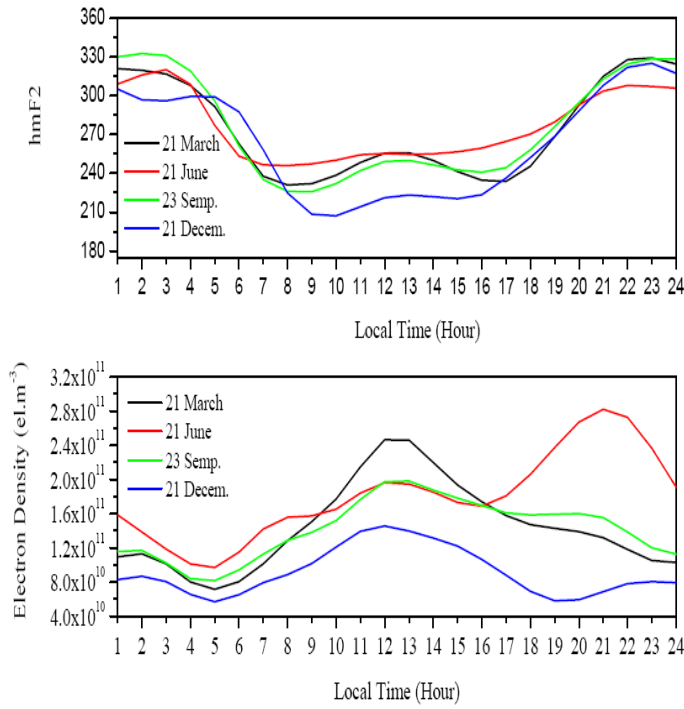 hmF2
360
330
300
270
240
210
180
21 March
21 June
23 Semp.
21 Decem.
1 2 3 4 5 6 7 8 9 10 11 12 13 14 15 16 17 18 19 20 21 22 23 24
Local Time (Hour)
Electron Density (el.m⁻³)
3.2x10¹¹
2.8x10¹¹
2.4x10¹¹
2.0x10¹¹
1.6x10¹¹
1.2x10¹¹
8.0x10¹⁰
4.0x10¹⁰
21 March
21 June
23 Semp.
21 Decem.
1 2 3 4 5 6 7 8 9 10 11 12 13 14 15 16 17 18 19 20 21 22 23 24
Local Time (Hour)